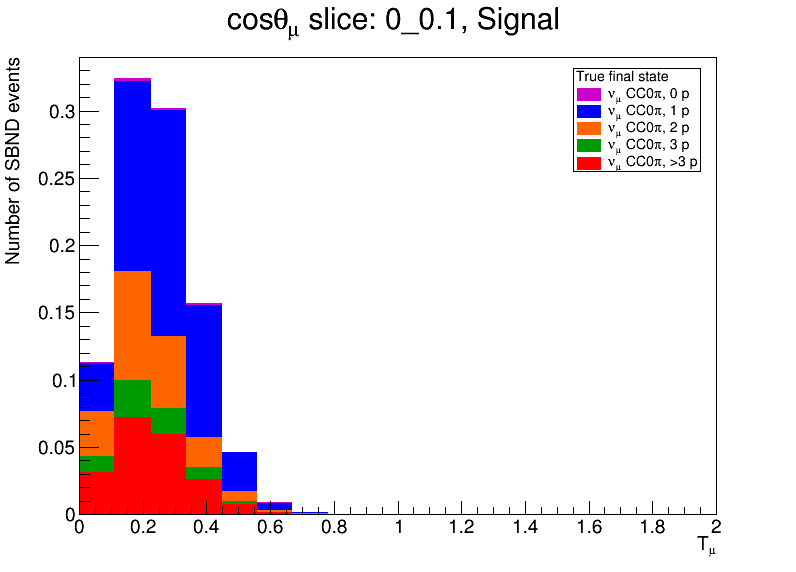 cosθμ slice: 0_0.1, Signal
Number of SBND events
True final state
νμ CC0π, 0 p
νμ CC0π, 1 p
νμ CC0π, 2 p
νμ CC0π, 3 p
νμ CC0π, >3 p
0.3
0.25
0.2
0.15
0.1
0.05
0
0 0.2 0.4 0.6 0.8 1 1.2 1.4 1.6 1.8 2
Tμ